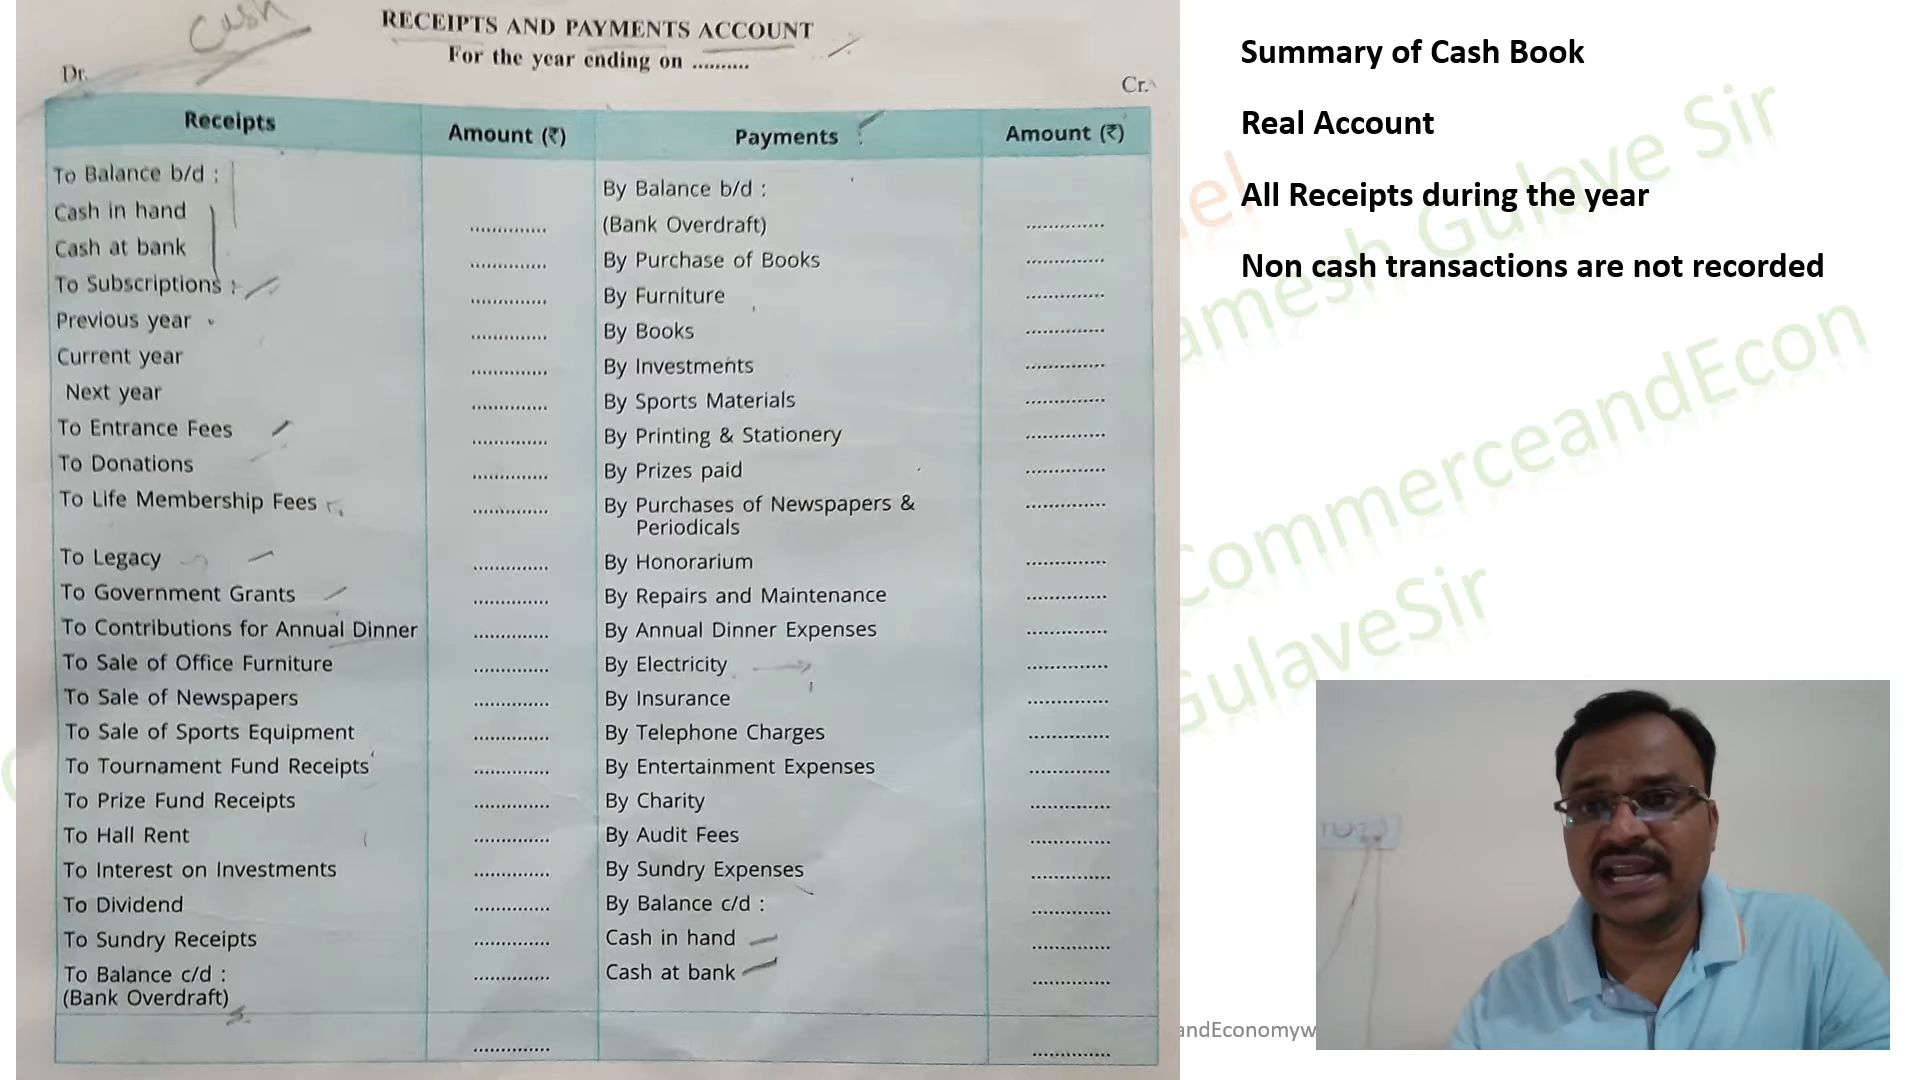 Cash
RECEIPTS AND PAYMENTS ACCOUNT
For the year ending on ..........
Dr.
Cr.
Receipts
Amount (₹)
Payments
Amount (₹)
To Balance b/d :
Cash in hand
Cash at bank
To Subscriptions :
Previous year
Current year
Next year
To Entrance Fees
To Donations
To Life Membership Fees
To Legacy
To Government Grants
To Contributions for Annual Dinner
To Sale of Office Furniture
To Sale of Newspapers
To Sale of Sports Equipment
To Tournament Fund Receipts
To Prize Fund Receipts
To Hall Rent
To Interest on Investments
To Dividend
To Sundry Receipts
To Balance c/d :
(Bank Overdraft)
By Balance b/d :
(Bank Overdraft)
By Purchase of Books
By Furniture
By Books
By Investments
By Sports Materials
By Printing & Stationery
By Prizes paid
By Purchases of Newspapers &
Periodicals
By Honorarium
By Repairs and Maintenance
By Annual Dinner Expenses
By Electricity
By Insurance
By Telephone Charges
By Entertainment Expenses
By Charity
By Audit Fees
By Sundry Expenses
By Balance c/d :
Cash in hand
Cash at bank
Summary of Cash Book
Real Account
All Receipts during the year
Non cash transactions are not recorded
nel
amesh Gulave Sir
CommerceandEcon
GulaveSir
andEconomyw